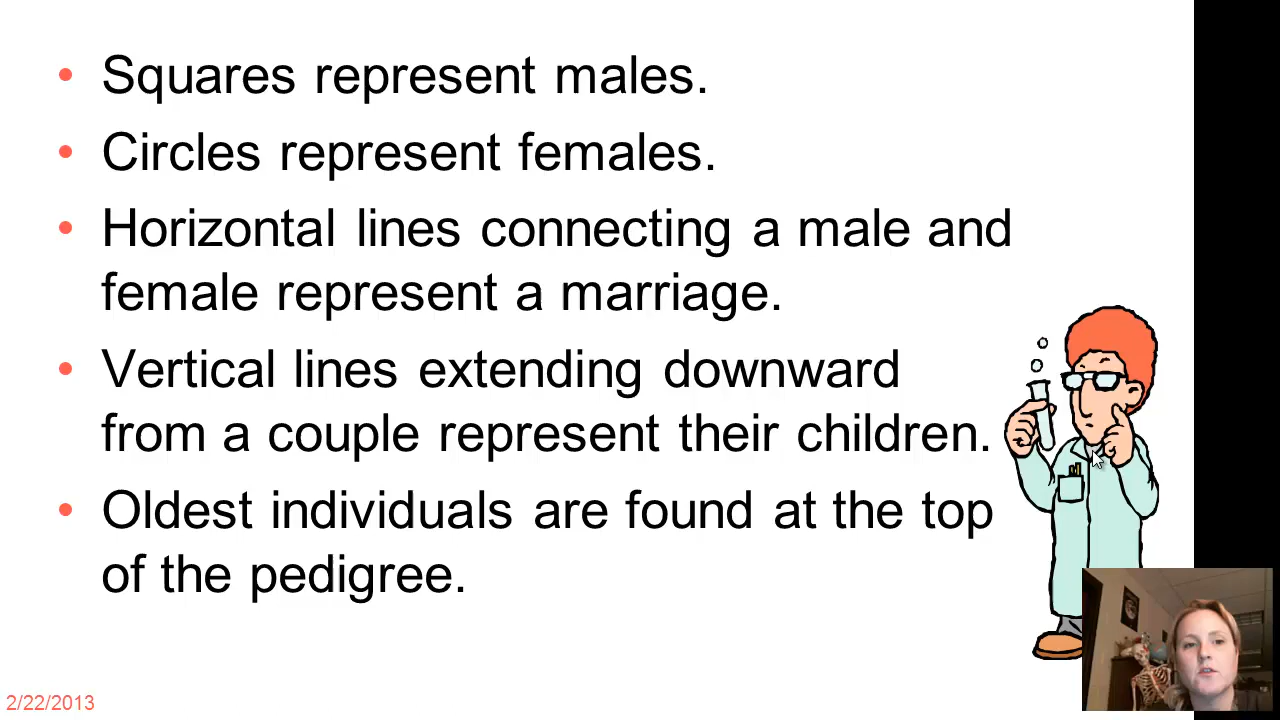 • Squares represent males.
• Circles represent females.
• Horizontal lines connecting a male and
female represent a marriage.
• Vertical lines extending downward
from a couple represent their children.
• Oldest individuals are found at the top
of the pedigree.
2/22/2013